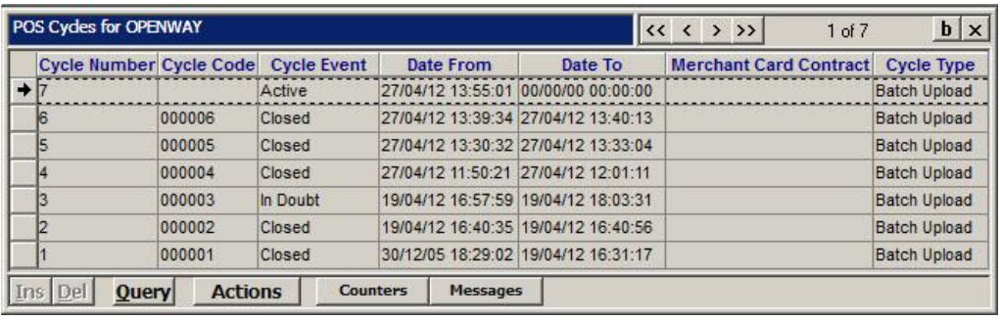 POS Cycles for OPENWAY << < > >> 1 of 7 b ×
Cycle Number Cycle Code Cycle Event Date From Date To Merchant Card Contract Cycle Type
7 Active 27/04/12 13:55:01 00/00/00 00:00:00 Batch Upload
6 000006 Closed 27/04/12 13:39:34 27/04/12 13:40:13 Batch Upload
5 000005 Closed 27/04/12 13:30:32 27/04/12 13:33:04 Batch Upload
4 000004 Closed 27/04/12 11:50:21 27/04/12 12:01:11 Batch Upload
3 000003 In Doubt 19/04/12 16:57:59 19/04/12 18:03:31 Batch Upload
2 000002 Closed 19/04/12 16:40:35 19/04/12 16:40:56 Batch Upload
1 000001 Closed 30/12/05 18:29:02 19/04/12 16:31:17 Batch Upload
Ins Del Query Actions Counters Messages